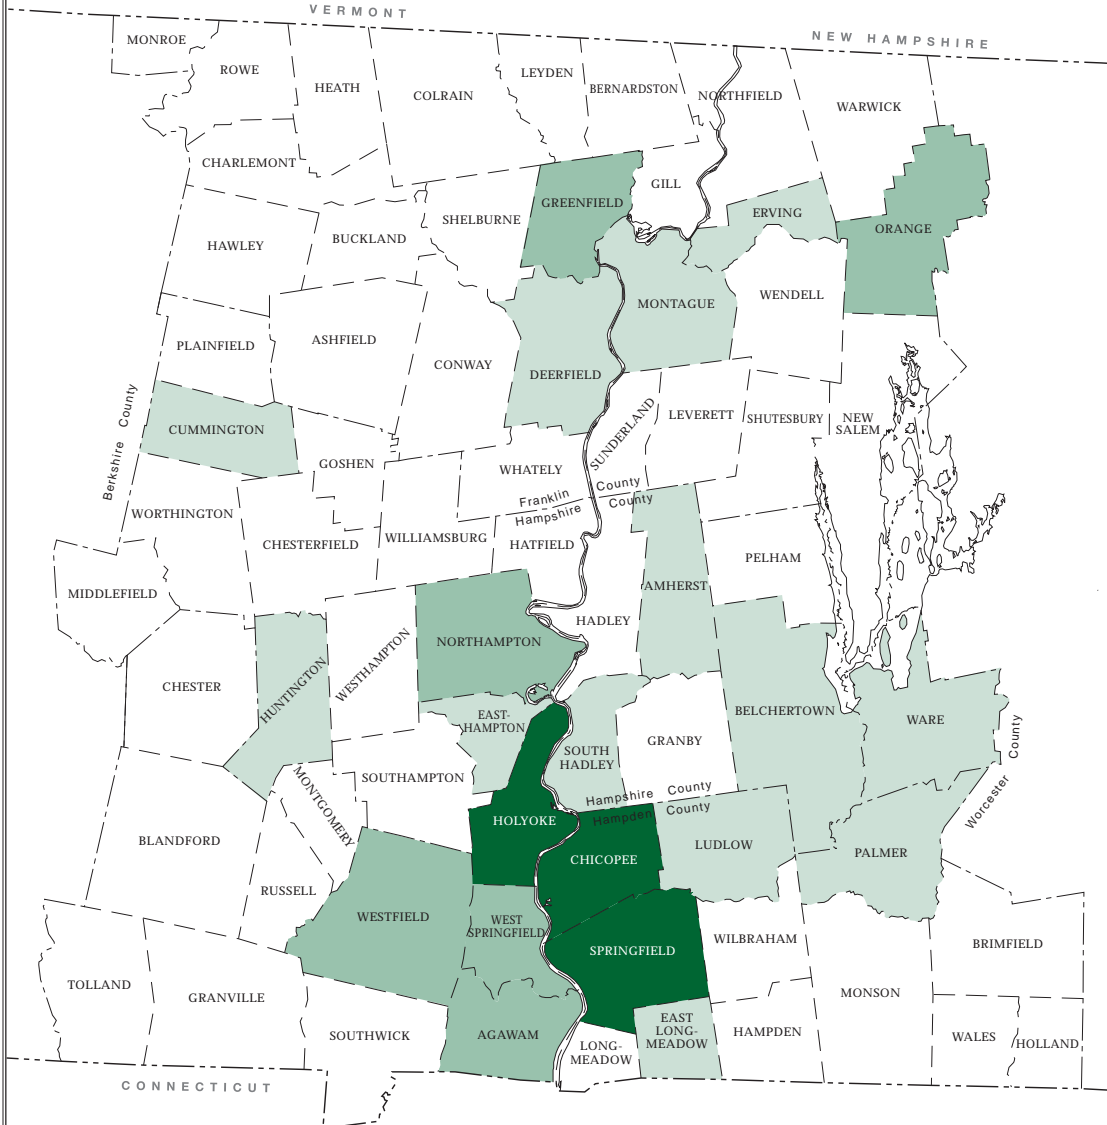 VERMONT
NEW HAMPSHIRE
MONROE
ROWE
HEATH
COLRAIN
LEYDEN
BERNARDSTON
NORTHFIELD
WARWICK
CHARLEMONT
GILL
GREENFIELD
ERVING
ORANGE
SHELBURNE
HAWLEY
BUCKLAND
WENDELL
MONTAGUE
PLAINFIELD
ASHFIELD
CONWAY
DEERFIELD
Berkshire County
CUMMINGTON
SUNDERLAND
LEVERETT
SHUTESBURY
NEW
SALEM
GOSHEN
WHATELY
Franklin County
Hampshire County
WORTHINGTON
CHESTERFIELD
WILLIAMSBURG
HATFIELD
PELHAM
MIDDLEFIELD
AMHERST
HADLEY
NORTHAMPTON
WESTHAMPTON
CHESTER
HUNTINGTON
EAST-
HAMPTON
BELCHERTOWN
WARE
SOUTH
HADLEY
GRANBY
Worcester County
SOUTHAMPTON
MONTGOMERY
Hampshire County
Hampden County
HOLYOKE
BLANDFORD
CHICOPEE
LUDLOW
PALMER
RUSSELL
WESTFIELD
WEST
SPRINGFIELD
SPRINGFIELD
WILBRAHAM
BRIMFIELD
TOLLAND
GRANVILLE
MONSON
SOUTHWICK
AGAWAM
EAST
LONG-
MEADOW
LONG-
MEADOW
HAMPDEN
WALES
HOLLAND
CONNECTICUT